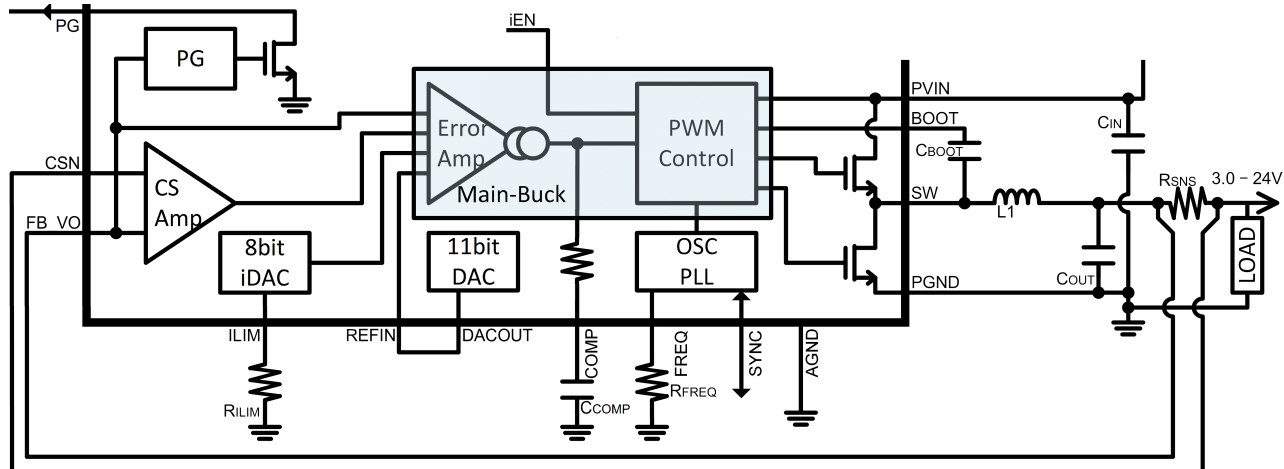 PG
iEN
PG
PVIN
BOOT
CIN
CBOOT
Error
Amp
PWM
Control
Main-Buck
CSN
CS
Amp
RSNS
3.0 – 24V
SW
L1
FB_VO
8bit
iDAC
11bit
DAC
OSC
PLL
COUT
LOAD
PGND
ILIM
REFIN
DACOUT
COMP
FREQ
SYNC
AGND
RILIM
CCOMP
RFREQ